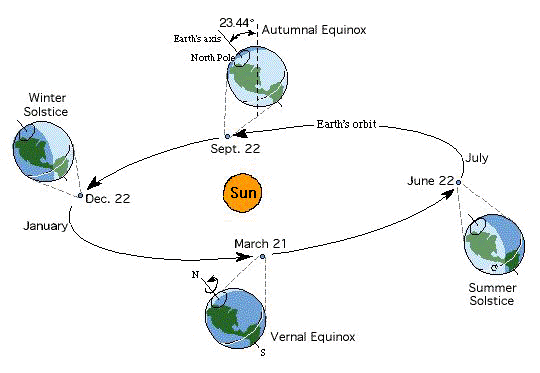 23.44°
Autumnal Equinox
Earth's axis
North Pole
Winter
Solstice
Earth's orbit
Sept. 22
July
June 22
Sun
Dec. 22
January
March 21
N
Summer
Solstice
Vernal Equinox
S